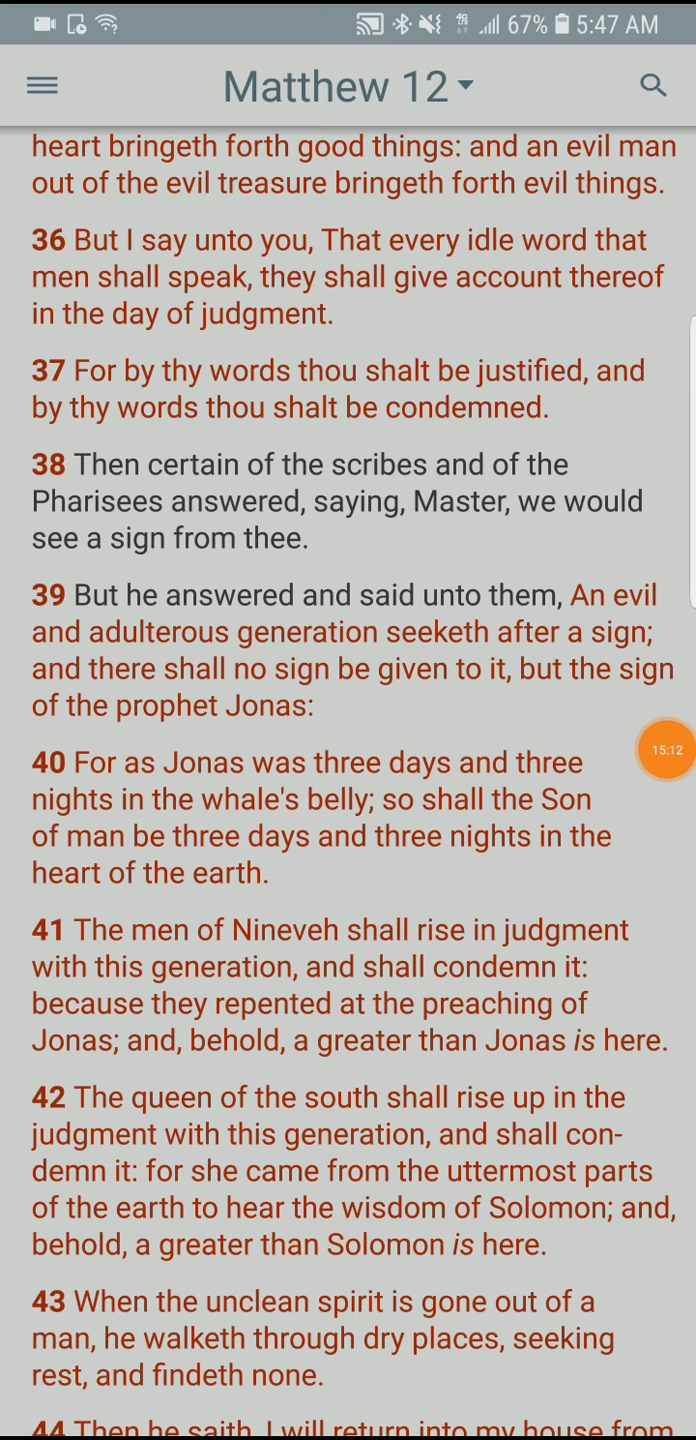 67% 5:47 AM
Matthew 12
heart bringeth forth good things: and an evil man
out of the evil treasure bringeth forth evil things.
36 But I say unto you, That every idle word that
men shall speak, they shall give account thereof
in the day of judgment.
37 For by thy words thou shalt be justified, and
by thy words thou shalt be condemned.
38 Then certain of the scribes and of the
Pharisees answered, saying, Master, we would
see a sign from thee.
39 But he answered and said unto them, An evil
and adulterous generation seeketh after a sign;
and there shall no sign be given to it, but the sign
of the prophet Jonas:
15:12
40 For as Jonas was three days and three
nights in the whale's belly; so shall the Son
of man be three days and three nights in the
heart of the earth.
41 The men of Nineveh shall rise in judgment
with this generation, and shall condemn it:
because they repented at the preaching of
Jonas; and, behold, a greater than Jonas is here.
42 The queen of the south shall rise up in the
judgment with this generation, and shall con-
demn it: for she came from the uttermost parts
of the earth to hear the wisdom of Solomon; and,
behold, a greater than Solomon is here.
43 When the unclean spirit is gone out of a
man, he walketh through dry places, seeking
rest, and findeth none.
44 Then he saith, I will return into my house from